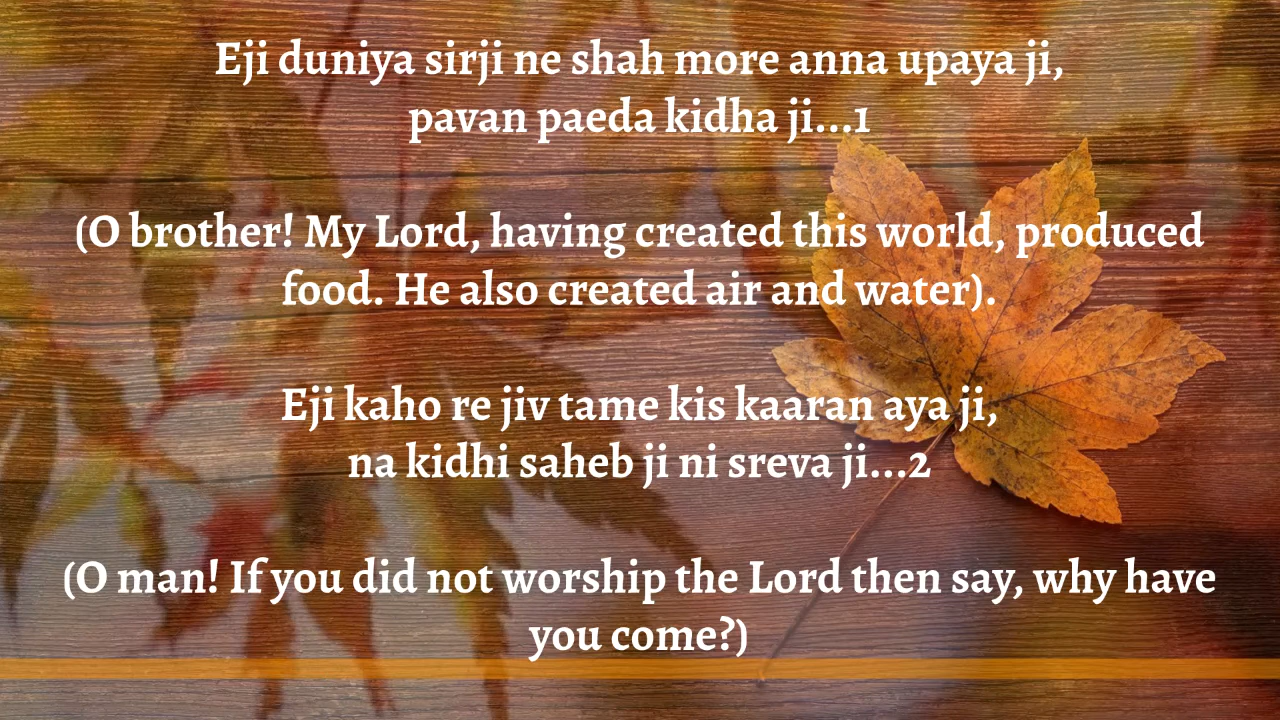 Eji duniya sirji ne shah more anna upaya ji,
pavan paeda kidha ji...1
(O brother! My Lord, having created this world, produced
food. He also created air and water).
Eji kaho re jiv tame kis kaaran aya ji,
na kidhi saheb ji ni sreva ji...2
(O man! If you did not worship the Lord then say, why have
you come?)